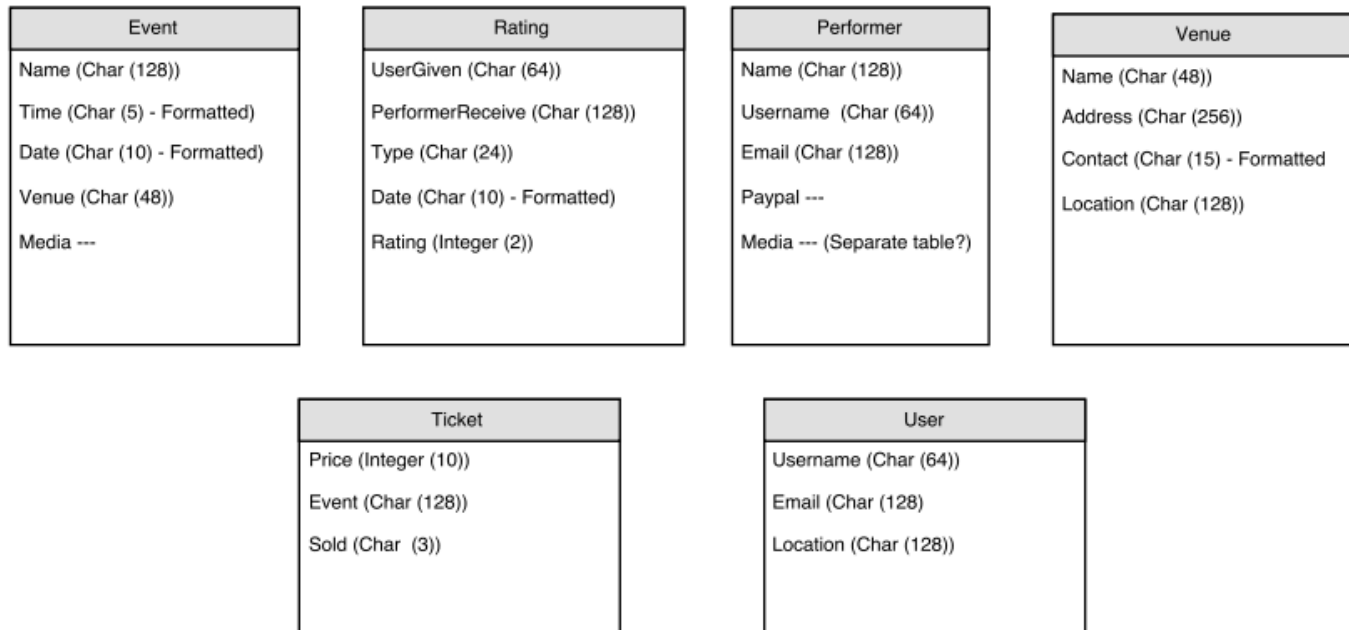 Event
Name (Char (128))
Time (Char (5) - Formatted)
Date (Char (10) - Formatted)
Venue (Char (48))
Media ---
Rating
UserGiven (Char (64))
PerformerReceive (Char (128))
Type (Char (24))
Date (Char (10) - Formatted)
Rating (Integer (2))
Performer
Name (Char (128))
Username  (Char (64))
Email (Char (128))
Paypal ---
Media --- (Separate table?)
Venue
Name (Char (48))
Address (Char (256))
Contact (Char (15) - Formatted
Location (Char (128))
Ticket
Price (Integer (10))
Event (Char (128))
Sold (Char  (3))
User
Username (Char (64))
Email (Char (128)
Location (Char (128))